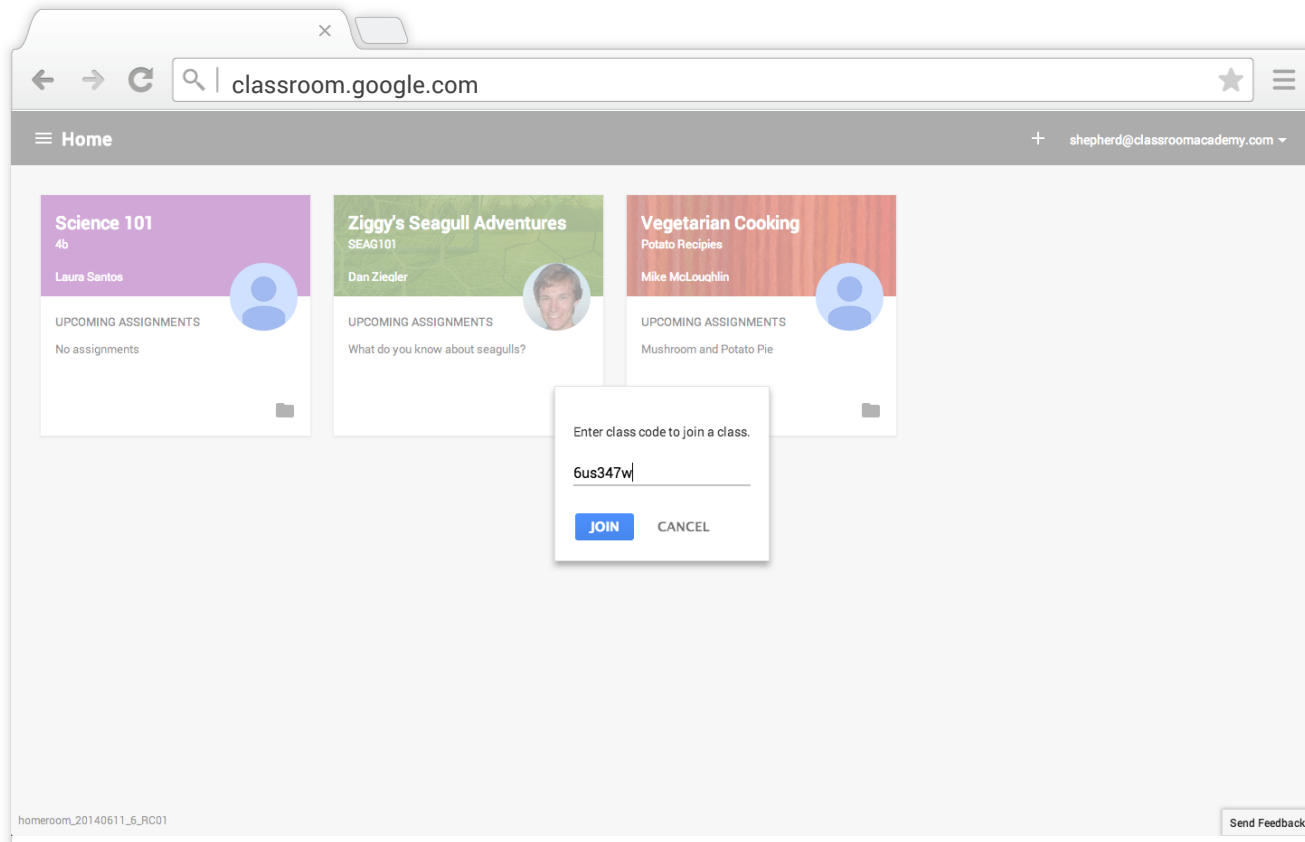 classroom.google.com
Home
shepherd@classroomacademy.com
Science 101
4b
Laura Santos
UPCOMING ASSIGNMENTS
No assignments
Ziggy's Seagull Adventures
SEAG101
Dan Ziegler
UPCOMING ASSIGNMENTS
What do you know about seagulls?
Vegetarian Cooking
Potato Recipies
Mike McLoughlin
UPCOMING ASSIGNMENTS
Mushroom and Potato Pie
Enter class code to join a class.
6us347w
JOIN CANCEL
homeroom_20140611_6_RC01
Send Feedback